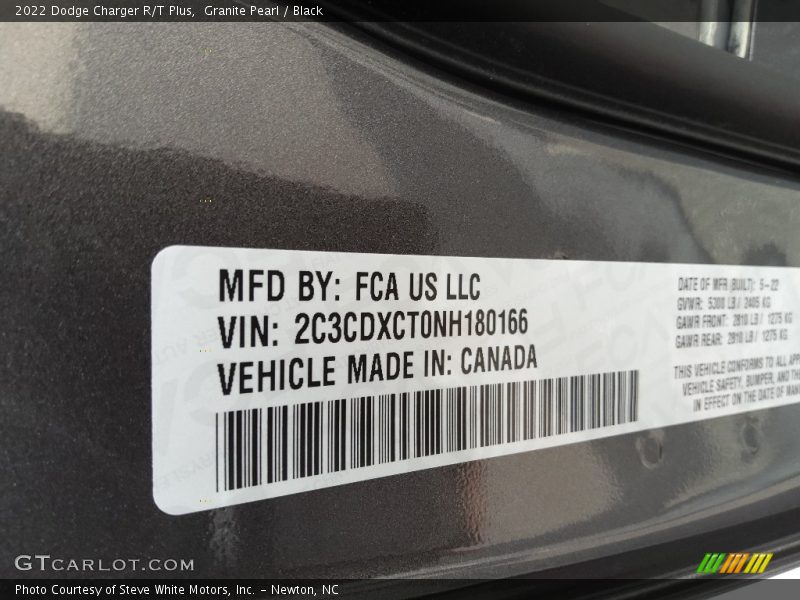 2022 Dodge Charger R/T Plus,  Granite Pearl / Black
MFD BY: FCA US LLC
VIN: 2C3CDXCT0NH180166
VEHICLE MADE IN: CANADA
DATE OF MFR (BUILT): 5-22
GVWR: 5300 LB / 2405 KG
GAWR FRONT: 2810 LB / 1275 KG
GAWR REAR: 2810 LB / 1275 KG
THIS VEHICLE CONFORMS TO ALL
VEHICLE SAFETY, BUMPER, AND
IN EFFECT ON THE DATE OF
GTCARLOT.COM
Photo Courtesy of Steve White Motors, Inc. – Newton, NC